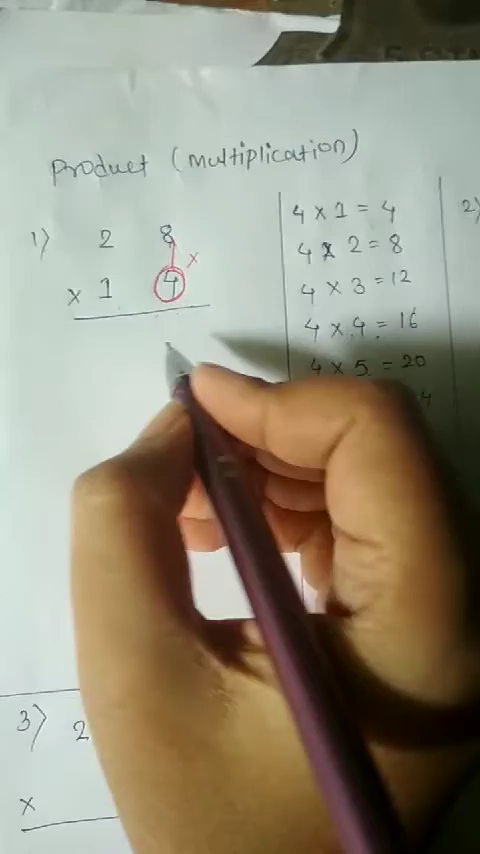 Product (Multiplication)
1) 2 8
x
x 1 4
4 x 1 = 4
4 x 2 = 8
4 x 3 = 12
4 x 4 = 16
4 x 5 = 20
4
2)
3) 2
x